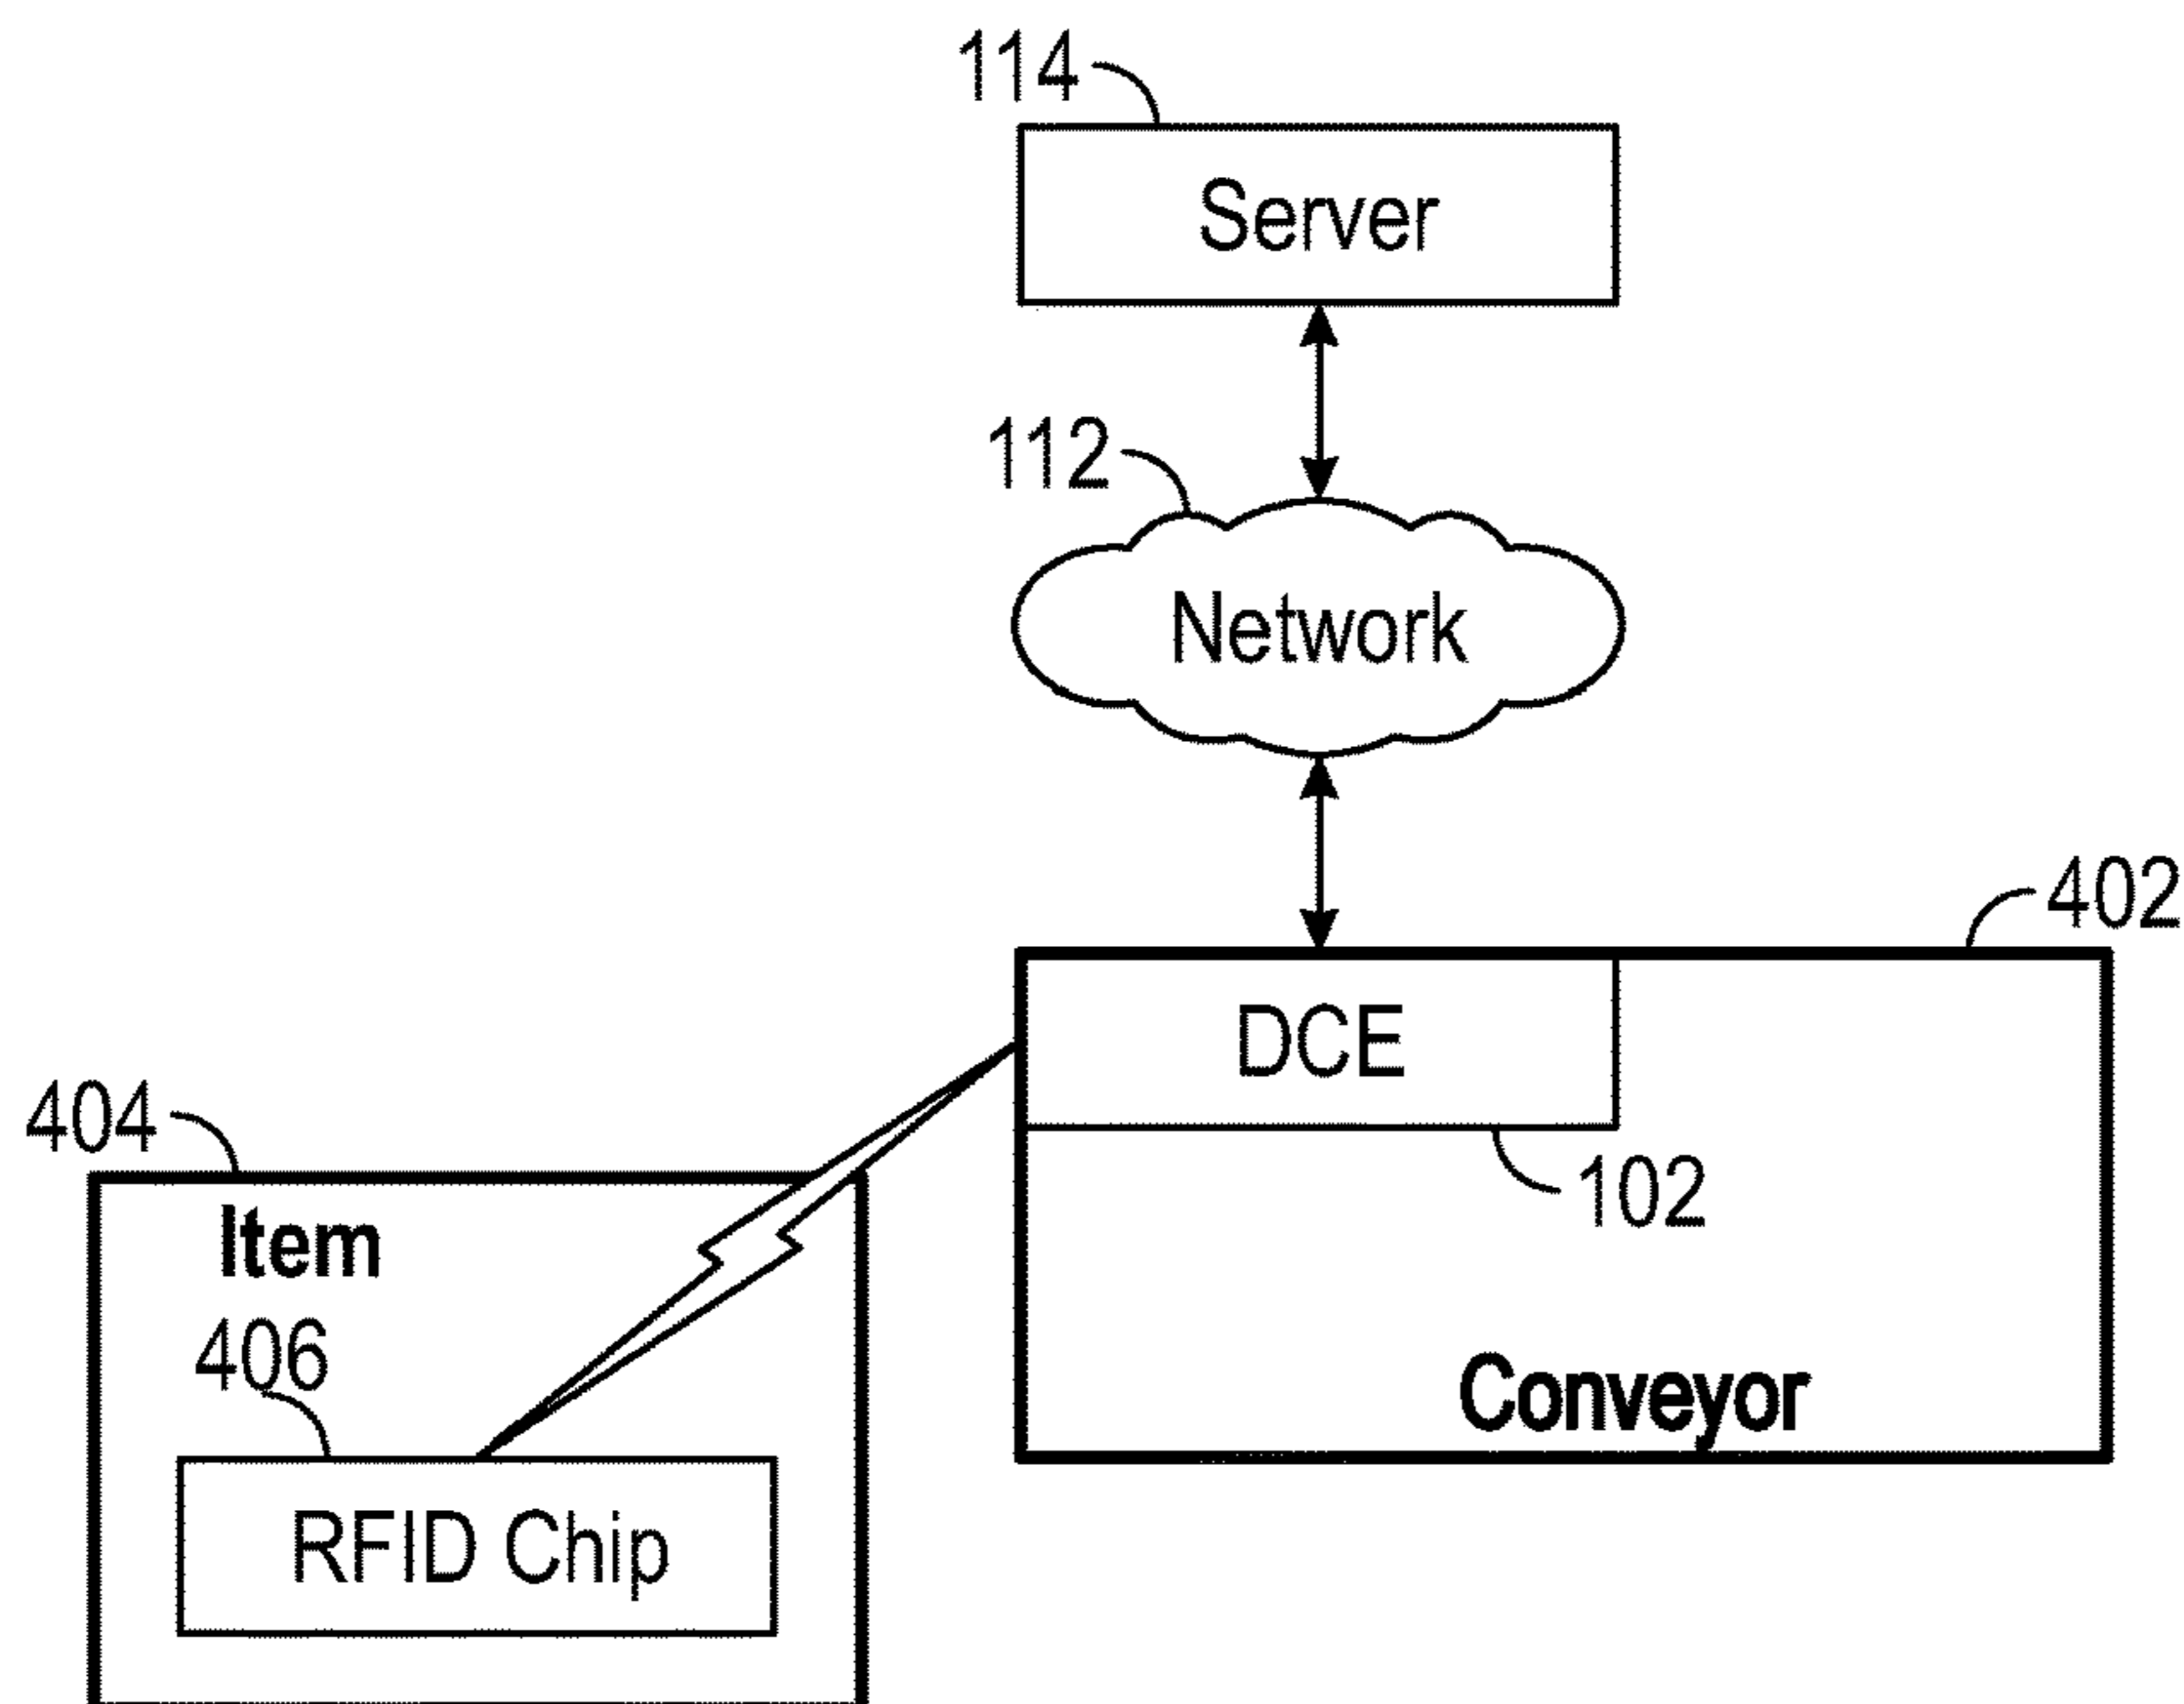 114
Server
112
Network
402
DCE
404
102
Item
406
Conveyor
RFID Chip